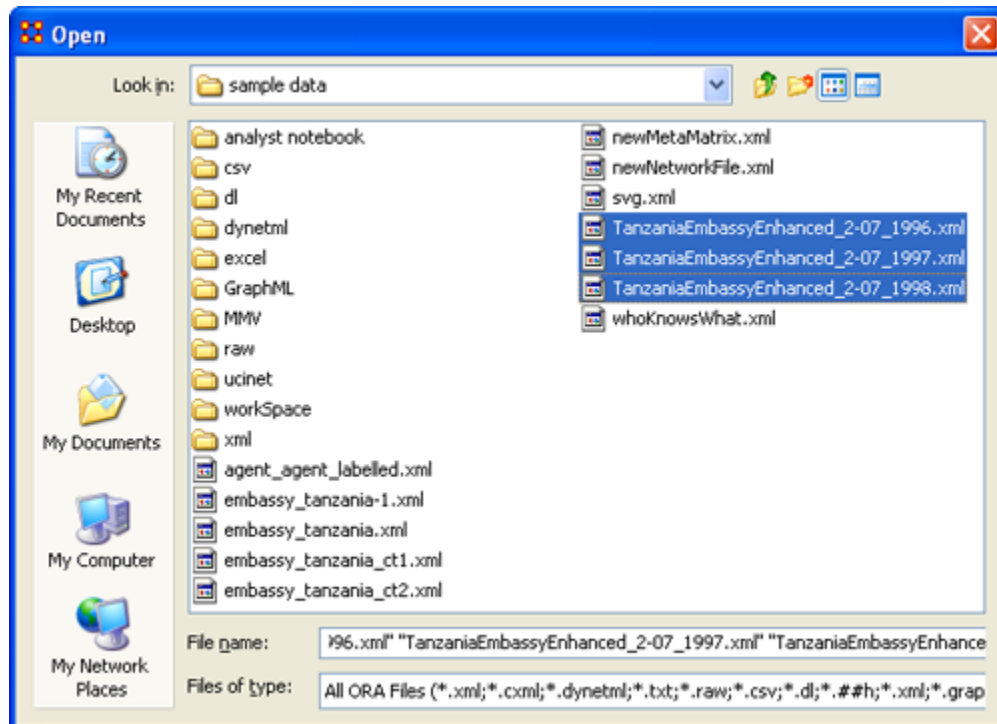 Open
Look in:
sample data
My Recent
Documents
Desktop
My Documents
My Computer
My Network
Places
analyst notebook
csv
dl
dynetml
excel
GraphML
MMV
raw
ucinet
workSpace
xml
agent_agent_labelled.xml
embassy_tanzania-1.xml
embassy_tanzania.xml
embassy_tanzania_ct1.xml
embassy_tanzania_ct2.xml
newMetaMatrix.xml
newNetworkFile.xml
svg.xml
TanzaniaEmbassyEnhanced_2-07_1996.xml
TanzaniaEmbassyEnhanced_2-07_1997.xml
TanzaniaEmbassyEnhanced_2-07_1998.xml
whoKnowsWhat.xml
File name:
96.xml" "TanzaniaEmbassyEnhanced_2-07_1997.xml" "TanzaniaEmbassyEnhance
Files of type:
All ORA Files (*.xml;*.cxml;*.dynetml;*.txt;*.raw;*.csv;*.dl;*.##h;*.xml;*.grap